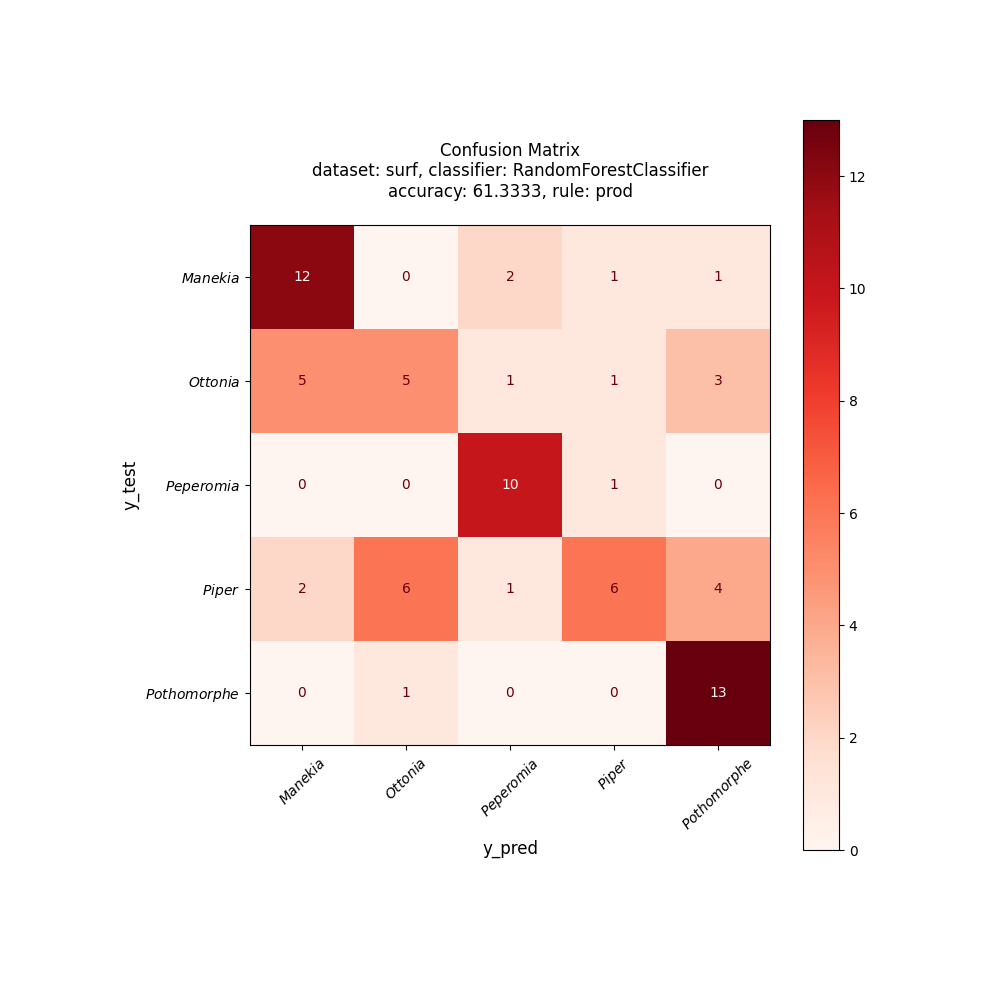 Confusion Matrix
dataset: surf, classifier: RandomForestClassifier
accuracy: 61.3333, rule: prod
Manekia 12 0 2 1 1
Ottonia 5 5 1 1 3
Peperomia 0 0 10 1 0
Piper 2 6 1 6 4
Pothomorphe 0 1 0 0 13
Manekia Ottonia Peperomia Piper Pothomorphe
y_pred
y_test
12
10
8
6
4
2
0